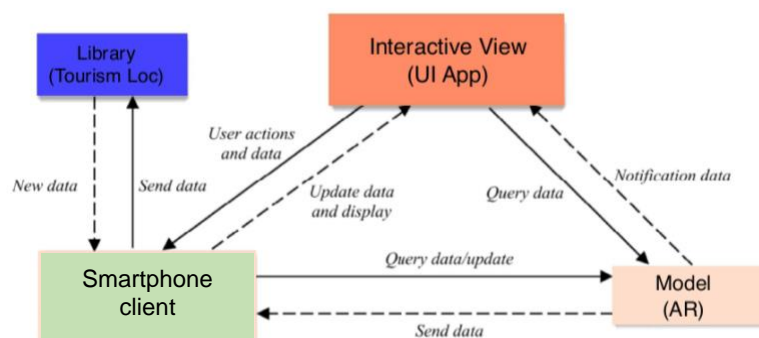 Library
(Tourism Loc)
Interactive View
(UI App)
User actions
and data
New data
Send data
Update data
and display
Query data
Notification data
Smartphone
client
Query data/update
Send data
Model
(AR)